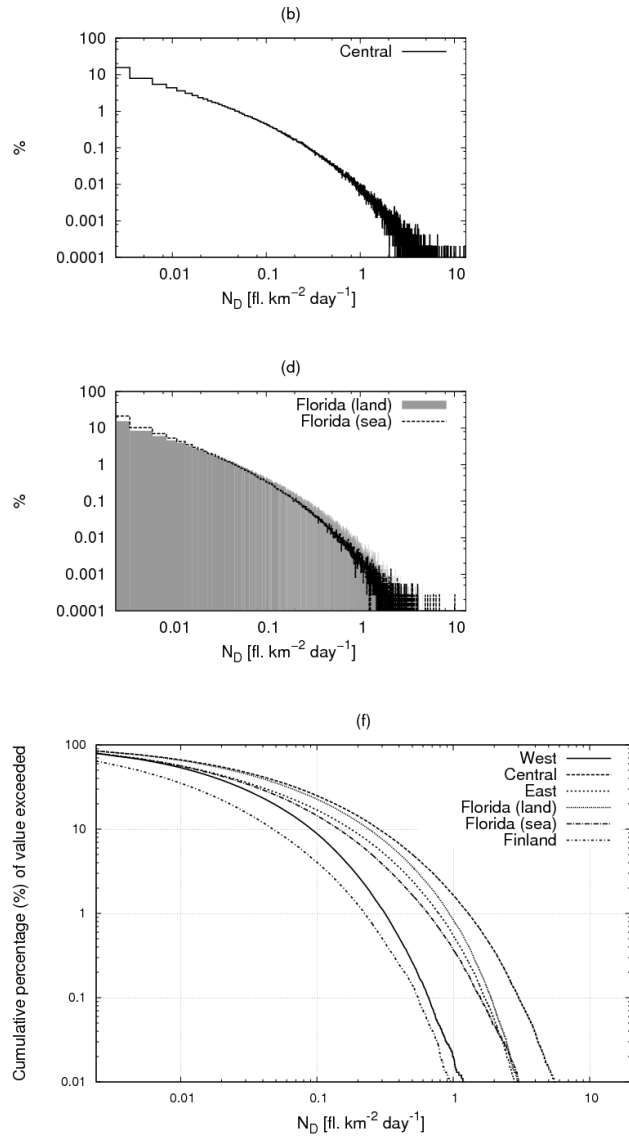 (b)
100
10
1
0.1
0.01
0.001
0.0001
%
Central
0.01 0.1 1 10
N_D [fl. km⁻² day⁻¹]
(d)
100
10
1
0.1
0.01
0.001
0.0001
%
Florida (land)
Florida (sea)
0.01 0.1 1 10
N_D [fl. km⁻² day⁻¹]
(f)
100
10
1
0.1
0.01
Cumulative percentage (%) of value exceeded
West
Central
East
Florida (land)
Florida (sea)
Finland
0.01 0.1 1 10
N_D [fl. km⁻² day⁻¹]